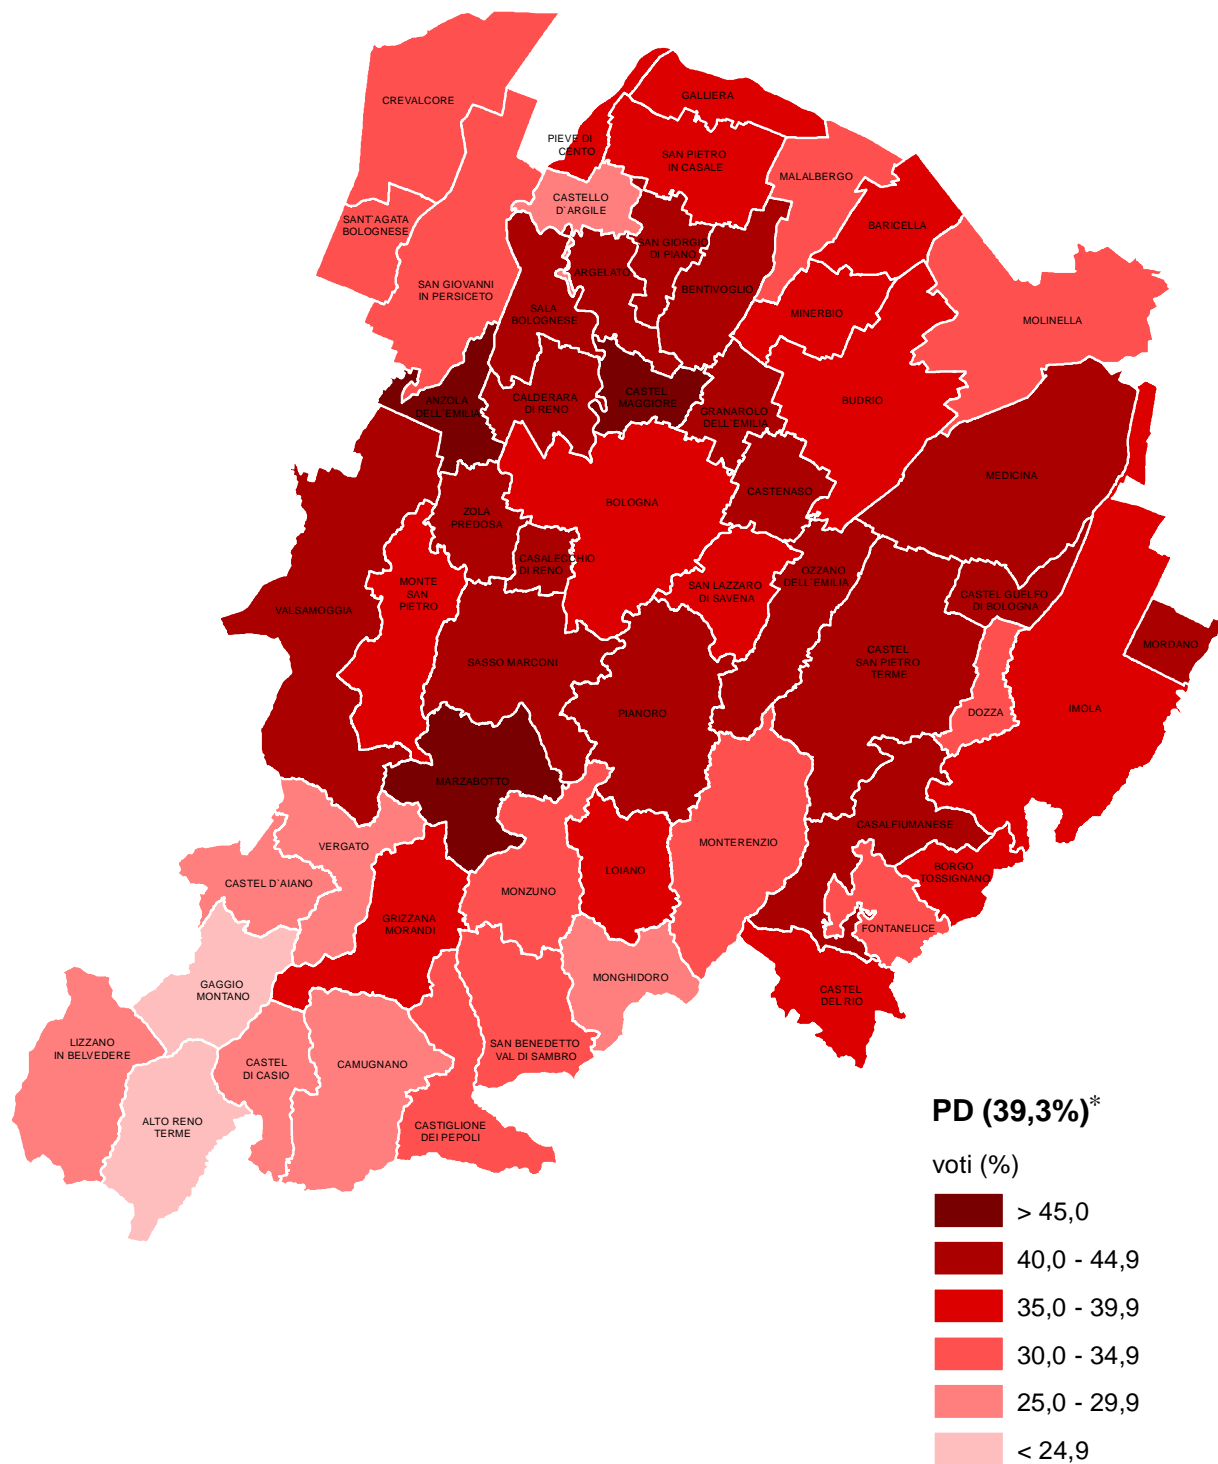 CREVALCORE
GALLIERA
PIEVE DI
CENTO
SAN PIETRO
IN CASALE
MALALBERGO
CASTELLO
D`ARGILE
SANT`AGATA
BOLOGNESE
BARICELLA
SAN GIORGIO
DI PIANO
ARGELATO
SAN GIOVANNI
IN PERSICETO
BENTIVOGLIO
SALA
BOLOGNESE
MINERBIO
MOLINELLA
ANZOLA
DELL`EMILIA
CALDERARA
DI RENO
CASTEL
MAGGIORE
GRANAROLO
DELL`EMILIA
BUDRIO
MEDICINA
CASTENASO
BOLOGNA
ZOLA
PREDOSA
CASALECCHIO
DI RENO
MONTE
SAN
PIETRO
SAN LAZZARO
DI SAVENA
OZZANO
DELL`EMILIA
VALSAMOGGIA
CASTEL GUELFO
DI BOLOGNA
MORDANO
CASTEL
SAN PIETRO
TERME
SASSO MARCONI
PIANORO
DOZZA
IMOLA
MARZABOTTO
CASALFIUMANESE
VERGATO
MONTERENZIO
LOIANO
BORGO
TOSSIGNANO
CASTEL D`AIANO
MONZUNO
GRIZZANA
MORANDI
FONTANELICE
MONGHIDORO
GAGGIO
MONTANO
CASTEL
DEL RIO
LIZZANO
IN BELVEDERE
SAN BENEDETTO
VAL DI SAMBRO
CASTEL
DI CASIO
CAMUGNANO
ALTO RENO
TERME
CASTIGLIONE
DEI PEPOLI
PD (39,3%)*
voti (%)
> 45,0
40,0 - 44,9
35,0 - 39,9
30,0 - 34,9
25,0 - 29,9
< 24,9